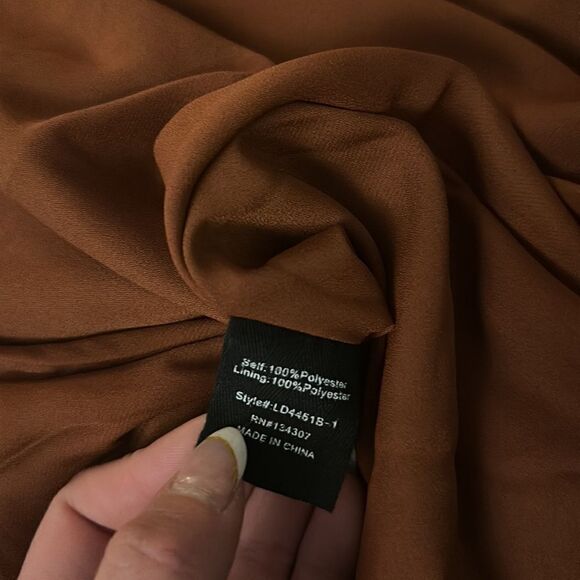 Self:100%Polyester
Lining:100%Polyester
Style#:LD4451B-1
RN#134307
MADE IN CHINA